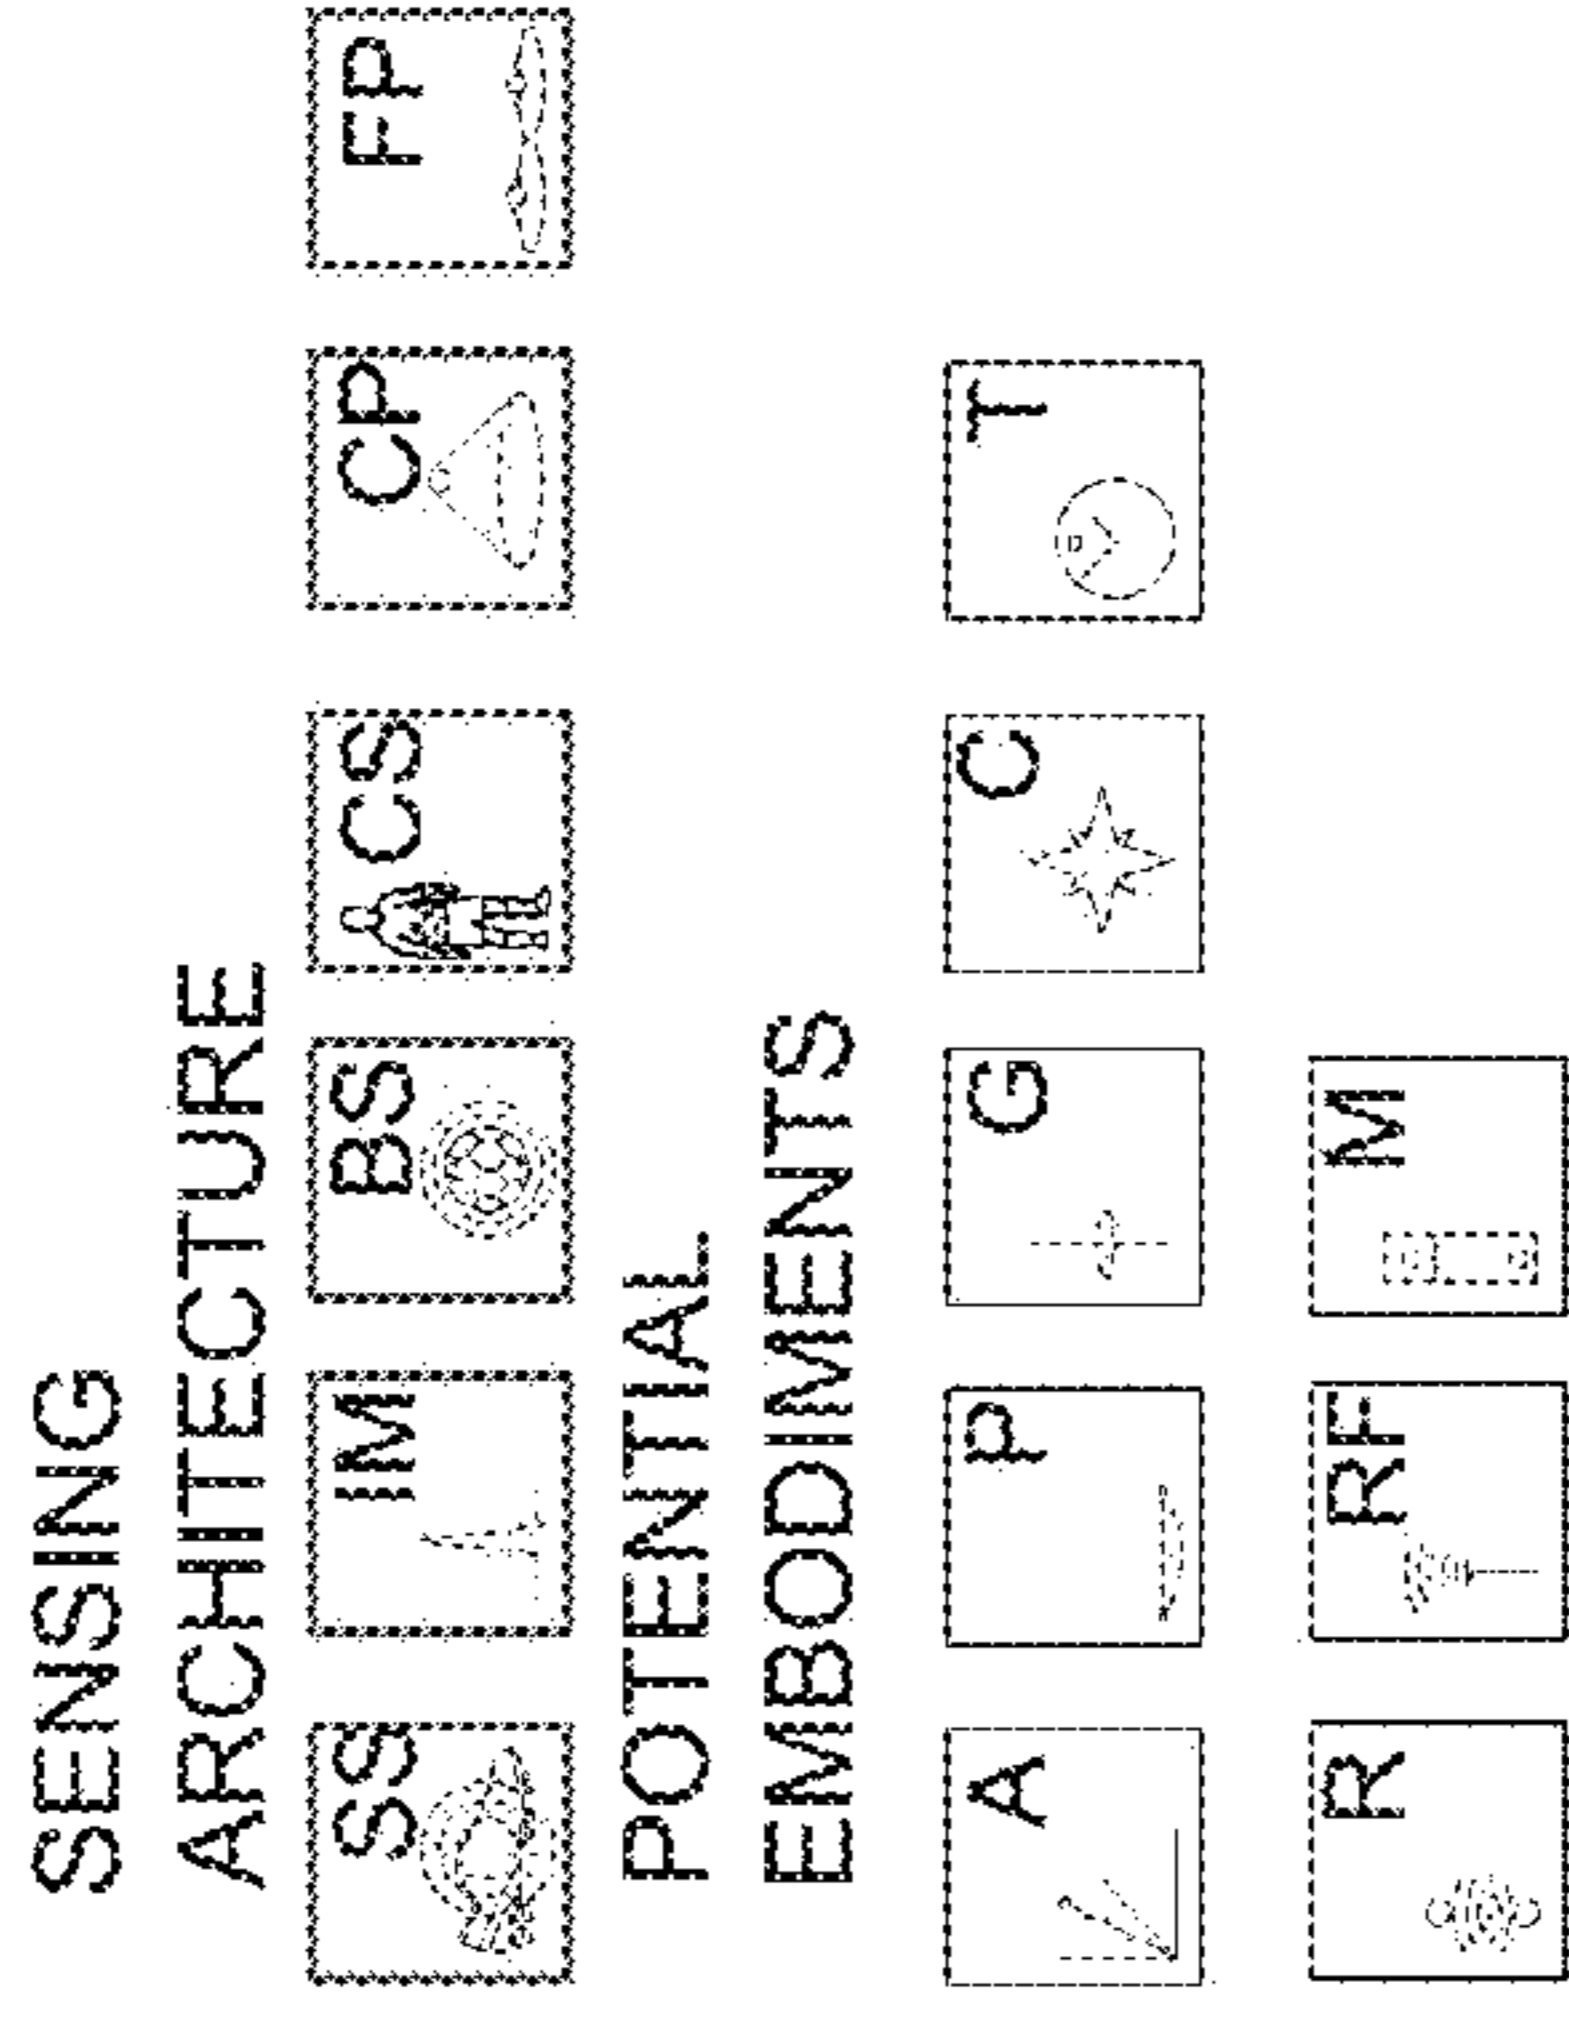 SENSING
ARCHITECTURE
SS IM BS CS CP FP
POTENTIAL
EMBODIMENTS
A P G C T
R RF M